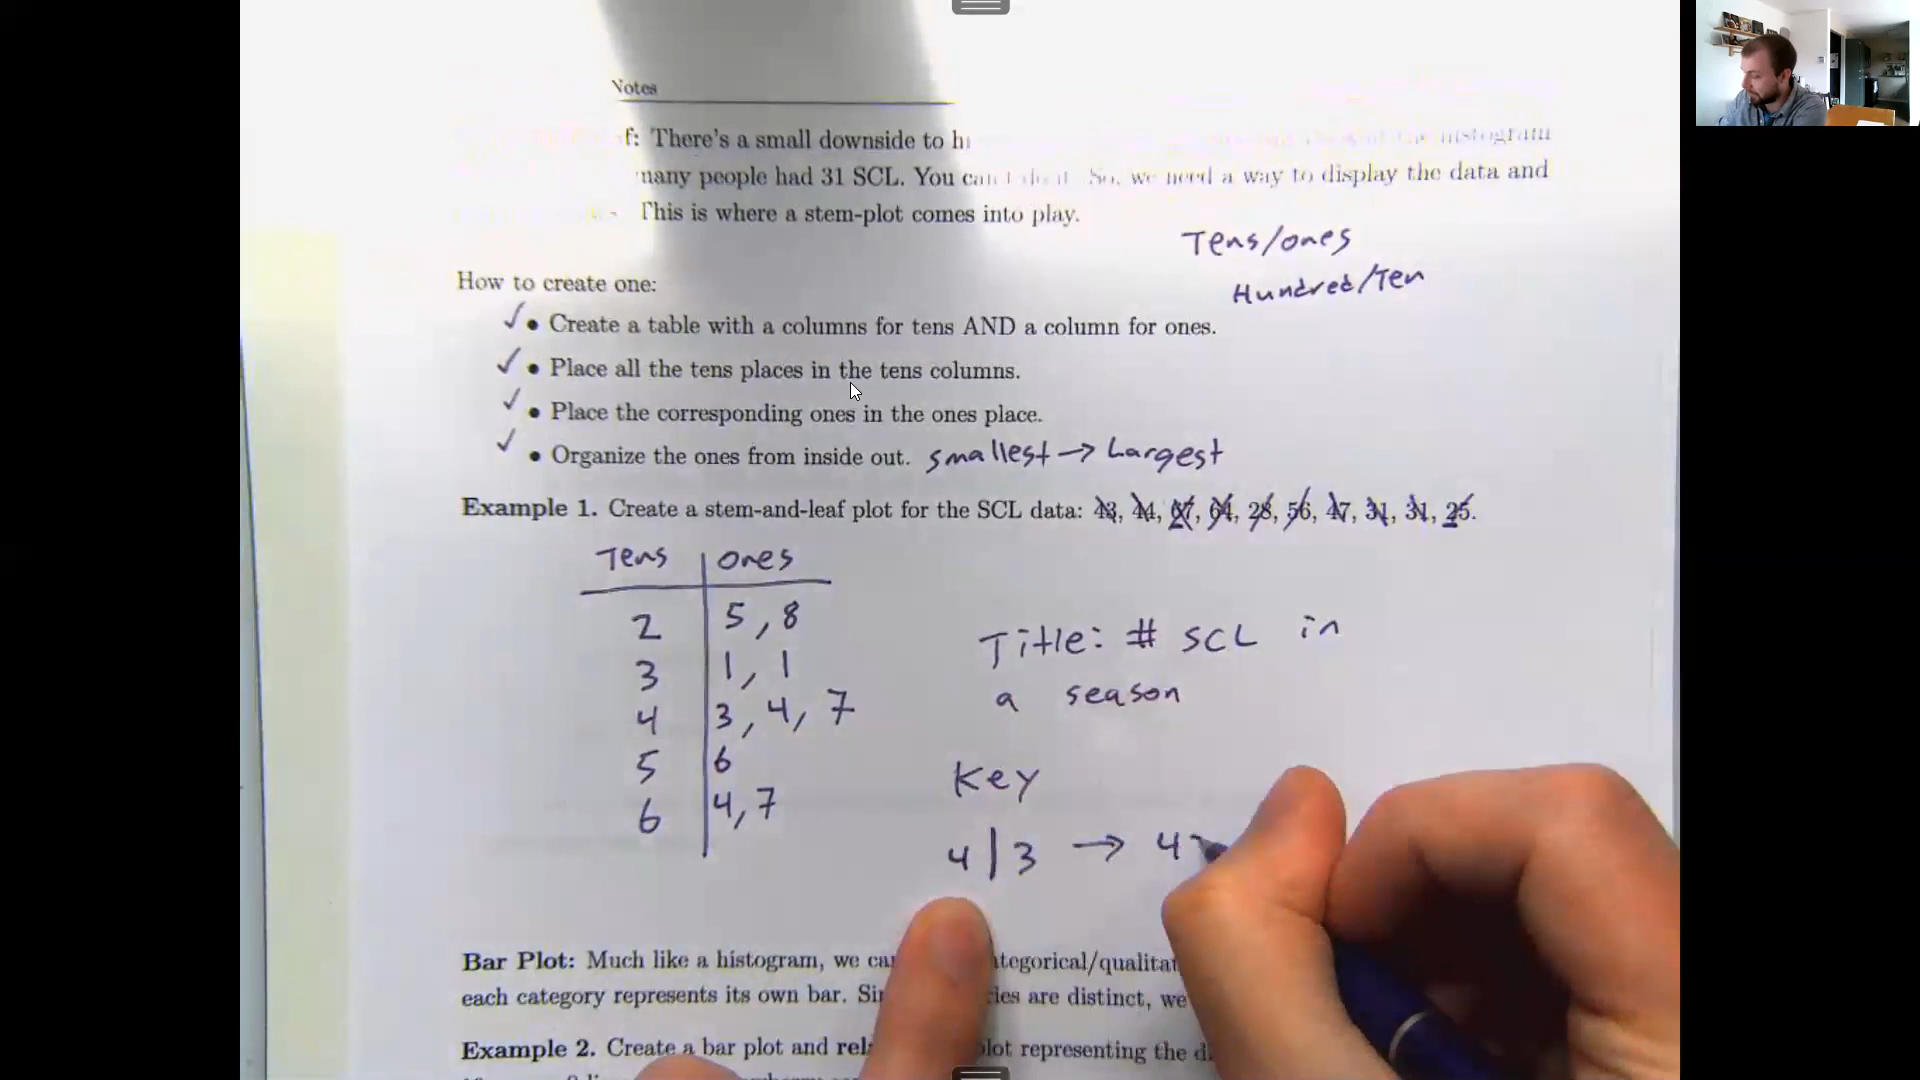 Notes
f: There's a small downside to hi histogram
many people had 31 SCL. You can't do it. So, we need a way to display the data and
This is where a stem-plot comes into play.
Tens/ones
Hundred/Ten
How to create one:
✓ • Create a table with a columns for tens AND a column for ones.
✓ • Place all the tens places in the tens columns.
✓ • Place the corresponding ones in the ones place.
✓ • Organize the ones from inside out. smallest → Largest
Example 1. Create a stem-and-leaf plot for the SCL data: 43, 44, 67, 64, 28, 56, 47, 31, 31, 25.
Tens | ones
2 | 5, 8
3 | 1, 1
4 | 3, 4, 7
5 | 6
6 | 4, 7
Title: # SCL in
a season
Key
4 | 3 → 4
Bar Plot: Much like a histogram, we ca tegorical/qualitat
each category represents its own bar. Si ies are distinct, we
Example 2. Create a bar plot and rel lot representing the d